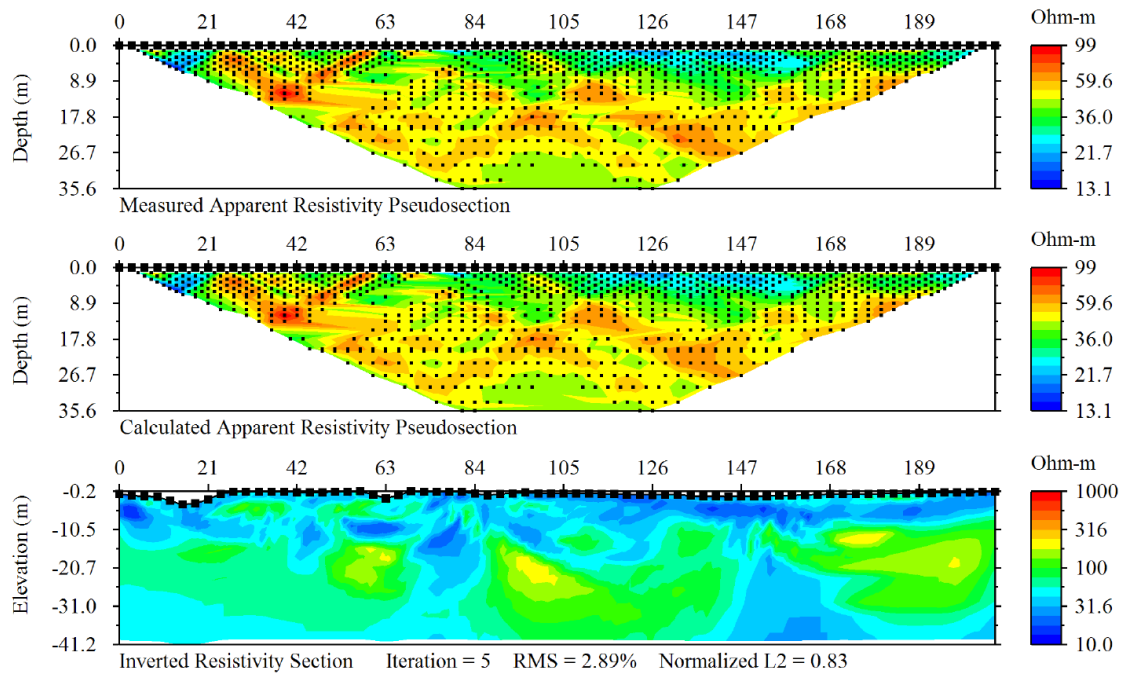 0 21 42 63 84 105 126 147 168 189 Ohm-m
0.0 99
8.9 59.6
17.8 36.0
26.7 21.7
35.6 13.1
Depth (m)
Measured Apparent Resistivity Pseudosection
0 21 42 63 84 105 126 147 168 189 Ohm-m
0.0 99
8.9 59.6
17.8 36.0
26.7 21.7
35.6 13.1
Depth (m)
Calculated Apparent Resistivity Pseudosection
0 21 42 63 84 105 126 147 168 189 Ohm-m
-0.2 1000
-10.5 316
-20.7 100
-31.0 31.6
-41.2 10.0
Elevation (m)
Inverted Resistivity Section Iteration = 5 RMS = 2.89% Normalized L2 = 0.83